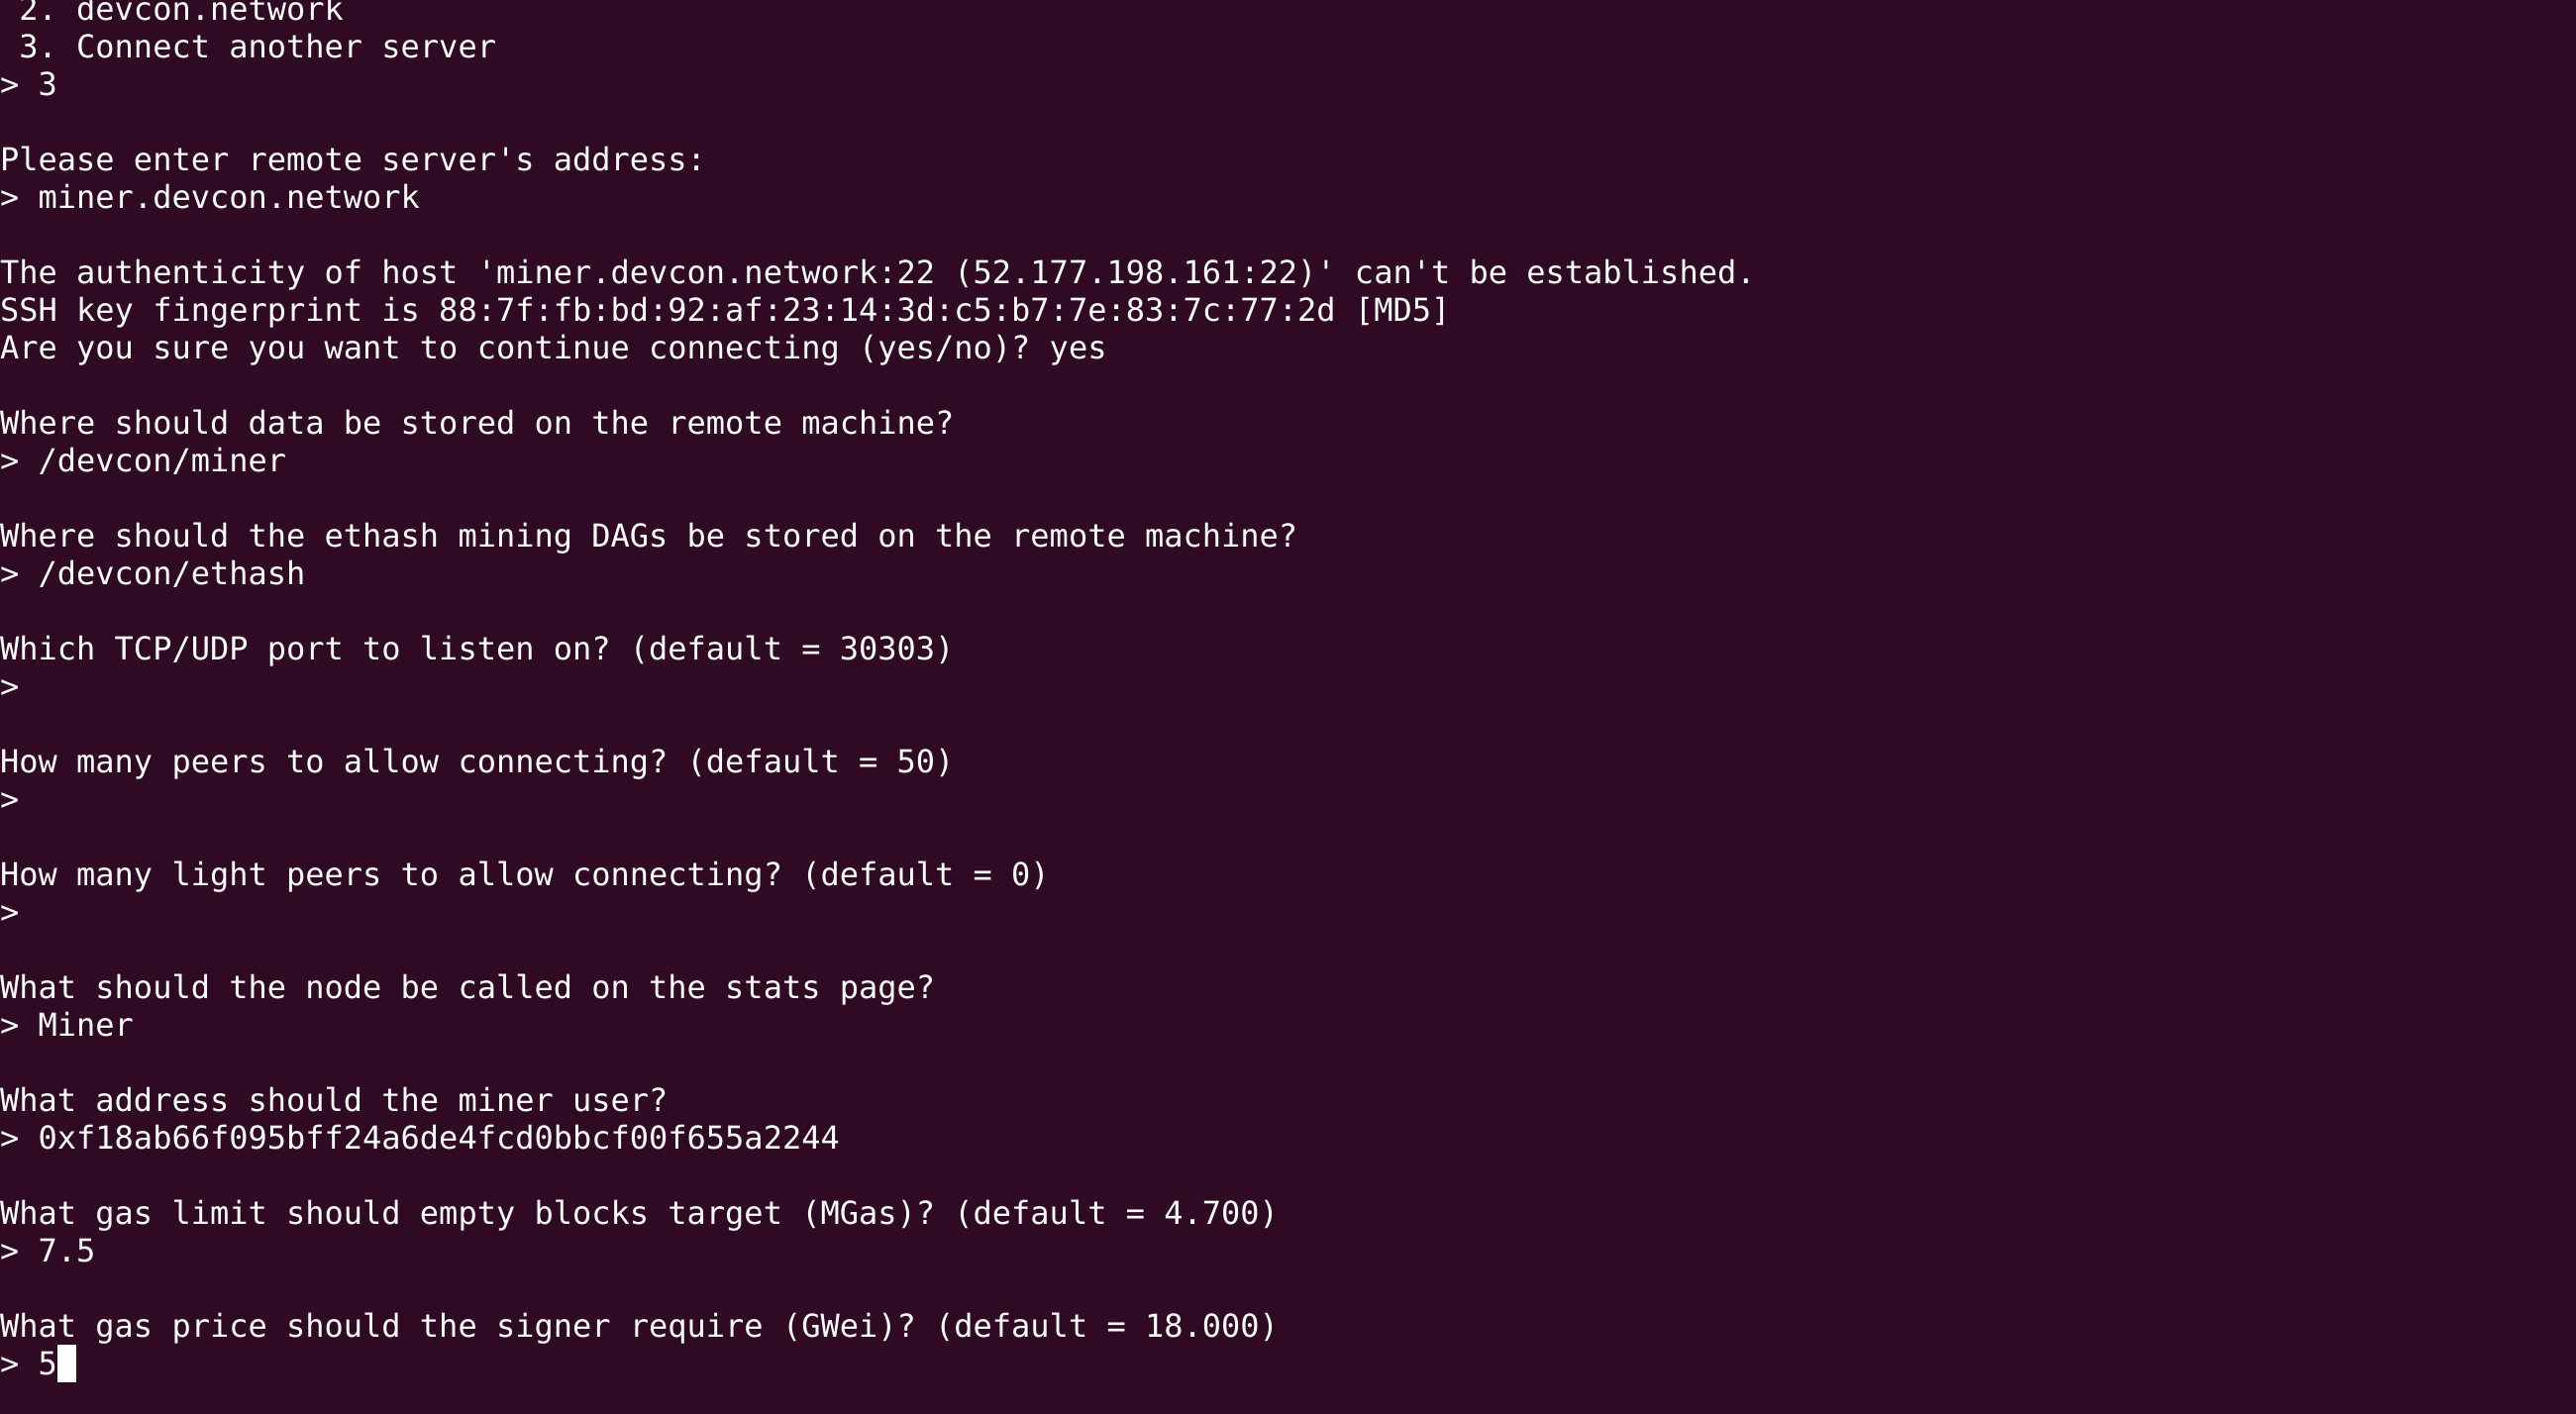 2. devcon.network
3. Connect another server
> 3
Please enter remote server's address:
> miner.devcon.network
The authenticity of host 'miner.devcon.network:22 (52.177.198.161:22)' can't be established.
SSH key fingerprint is 88:7f:fb:bd:92:af:23:14:3d:c5:b7:7e:83:7c:77:2d [MD5]
Are you sure you want to continue connecting (yes/no)? yes
Where should data be stored on the remote machine?
> /devcon/miner
Where should the ethash mining DAGs be stored on the remote machine?
> /devcon/ethash
Which TCP/UDP port to listen on? (default = 30303)
>
How many peers to allow connecting? (default = 50)
>
How many light peers to allow connecting? (default = 0)
>
What should the node be called on the stats page?
> Miner
What address should the miner user?
> 0xf18ab66f095bff24a6de4fcd0bbcf00f655a2244
What gas limit should empty blocks target (MGas)? (default = 4.700)
> 7.5
What gas price should the signer require (GWei)? (default = 18.000)
> 5